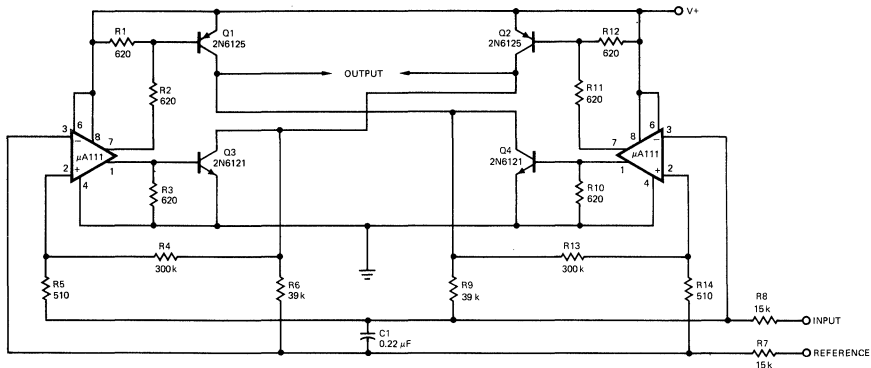 V+
Q1
2N6125
Q2
2N6125
R1
620
R12
620
R2
620
OUTPUT
R11
620
6
8
7
3
−
μA111
2
+
1
4
6
8
7
3
−
μA111
2
+
1
4
Q3
2N6121
Q4
2N6121
R3
620
R10
620
R4
300k
R13
300k
R5
510
R6
39k
R9
39k
R14
510
R8
15k
INPUT
C1
0.22 μF
REFERENCE
R7
15k